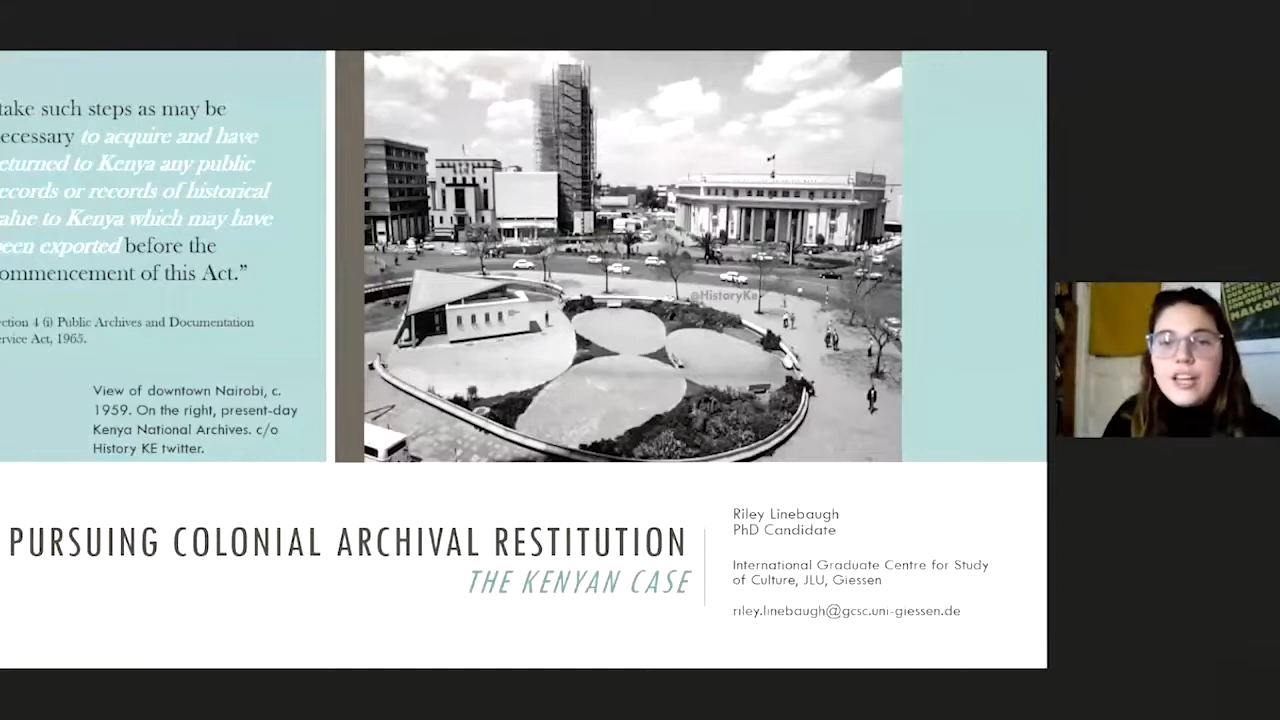 take such steps as may be
ecessary to acquire and have
eturned to Kenya any public
ecords or records of historical
alue to Kenya which may have
een exported before the
ommencement of this Act.”
ection 4 (i) Public Archives and Documentation
ervice Act, 1965.
View of downtown Nairobi, c.
1959. On the right, present-day
Kenya National Archives. c/o
History KE twitter.
@HistoryKe
PURSUING COLONIAL ARCHIVAL RESTITUTION
THE KENYAN CASE
Riley Linebaugh
PhD Candidate
International Graduate Centre for Study
of Culture, JLU, Giessen
riley.linebaugh@gcsc.uni-giessen.de
MALCOL